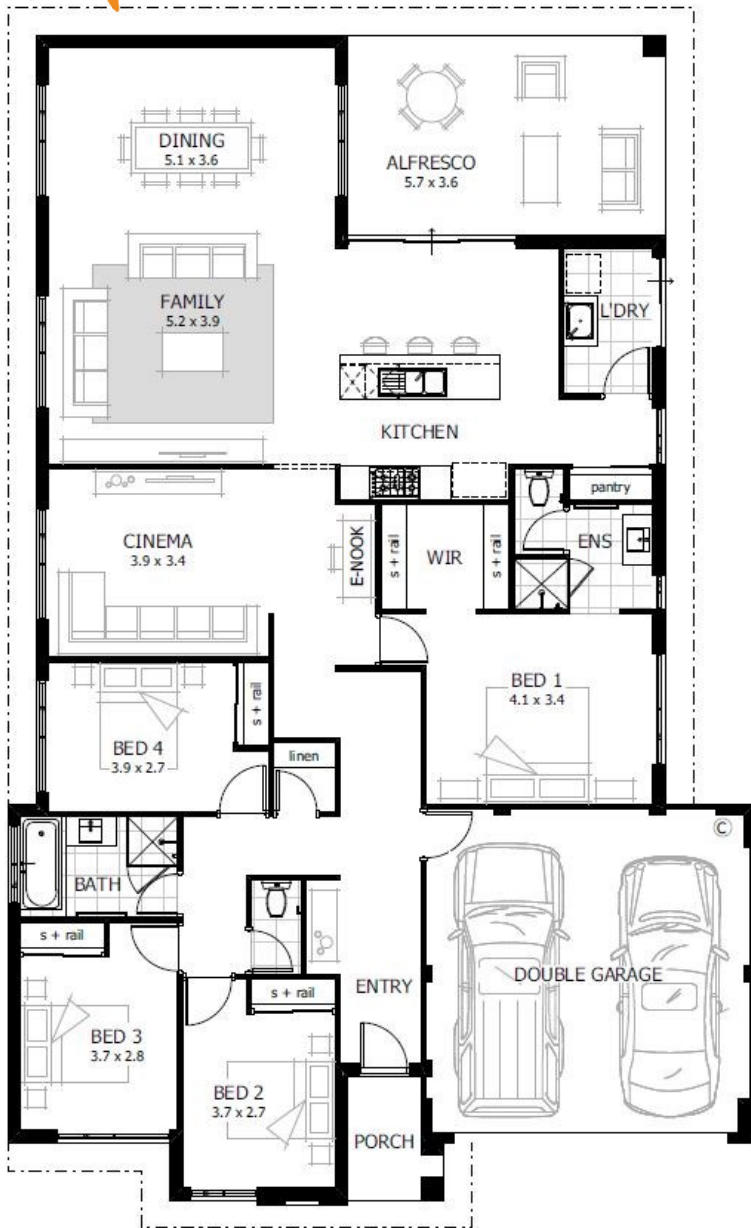 DINING
5.1 x 3.6
ALFRESCO
5.7 x 3.6
FAMILY
5.2 x 3.9
L'DRY
KITCHEN
pantry
CINEMA
3.9 x 3.4
E-NOOK
s + rail
WIR
s + rail
ENS
BED 1
4.1 x 3.4
BED 4
3.9 x 2.7
s + rail
linen
C
BATH
s + rail
DOUBLE GARAGE
ENTRY
s + rail
BED 3
3.7 x 2.8
BED 2
3.7 x 2.7
PORCH